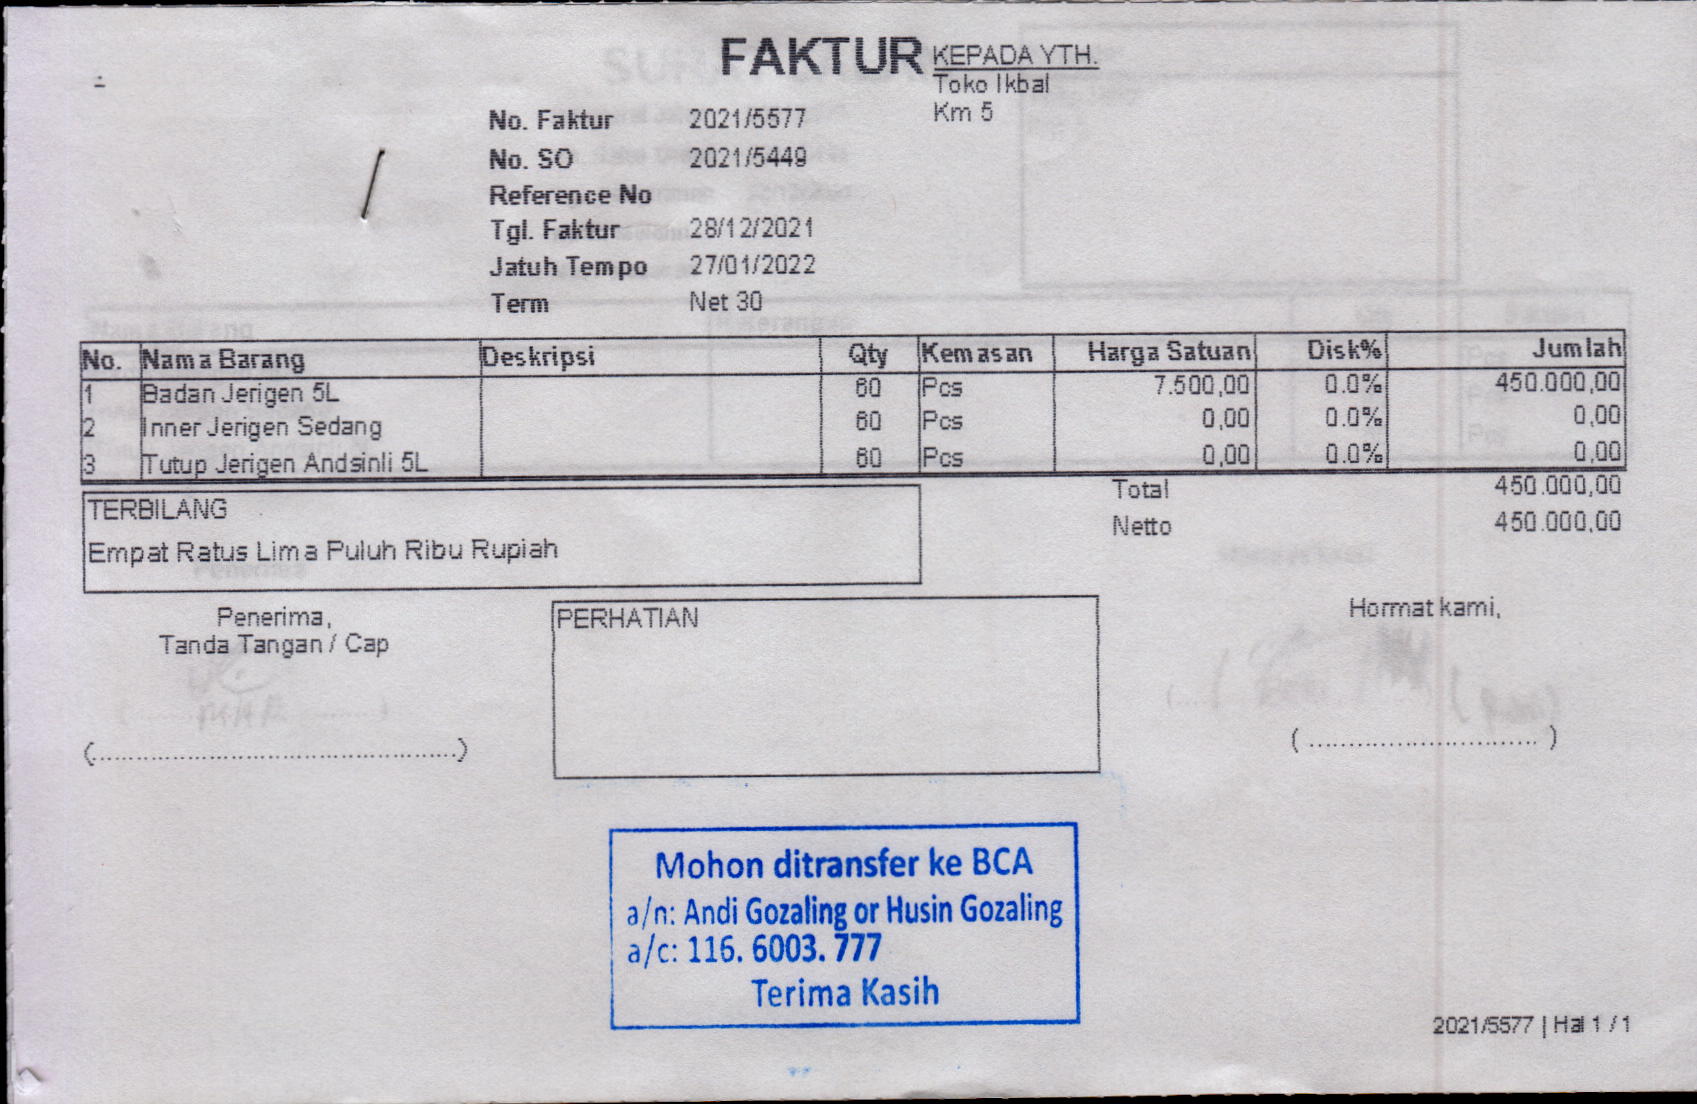 FAKTUR
KEPADA YTH.
Toko Ikbal
Km 5
No. Faktur 2021/5577
No. SO 2021/5449
Reference No
Tgl. Faktur 28/12/2021
Jatuh Tempo 27/01/2022
Term Net 30
No. Nama Barang Deskripsi Qty Kemasan Harga Satuan Disk% Jumlah
1 Badan Jerigen 5L 60 Pcs 7.500,00 0.0% 450.000,00
2 Inner Jerigen Sedang 60 Pcs 0,00 0.0% 0,00
3 Tutup Jerigen Andsinli 5L 60 Pcs 0,00 0.0% 0,00
Total 450.000,00
Netto 450.000,00
TERBILANG
Empat Ratus Lima Puluh Ribu Rupiah
Penerima,
Tanda Tangan / Cap
(..............................................)
PERHATIAN
Hormat kami,
( ............................. )
Mohon ditransfer ke BCA
a/n: Andi Gozaling or Husin Gozaling
a/c: 116. 6003. 777
Terima Kasih
2021/5577 | Hal 1 / 1